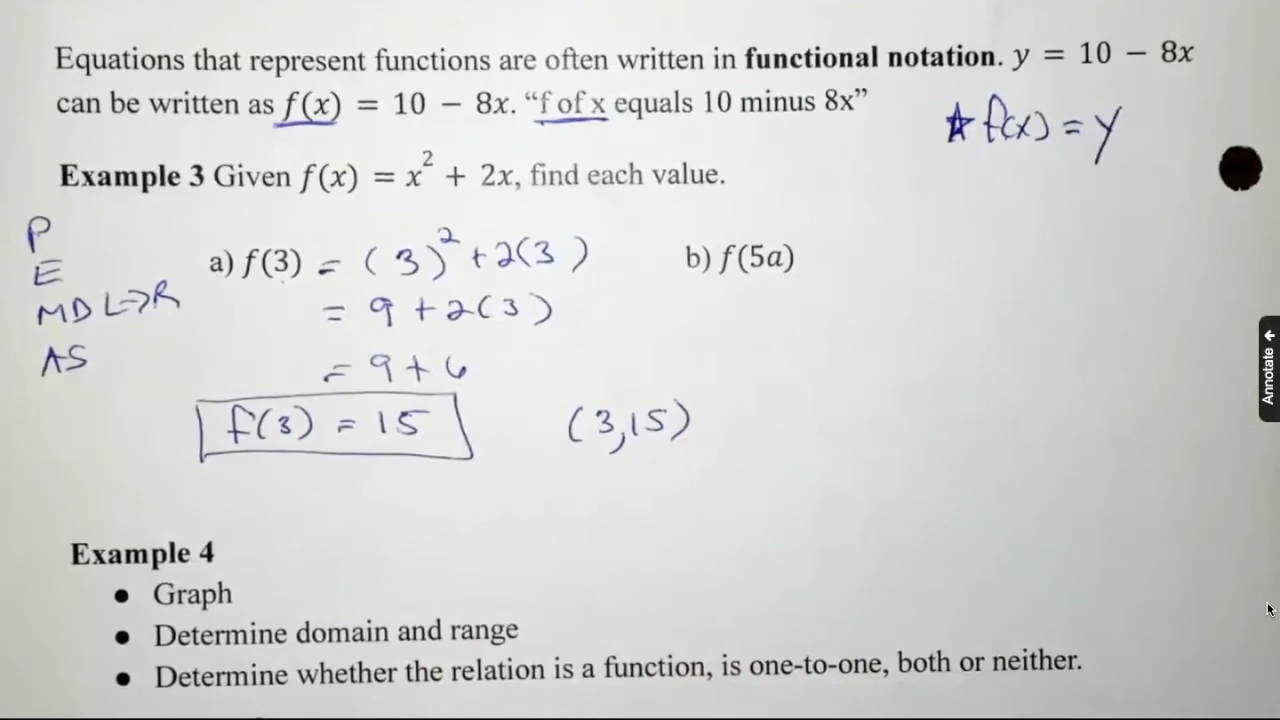 Equations that represent functions are often written in functional notation. y = 10 − 8x
can be written as f(x) = 10 − 8x. “f of x equals 10 minus 8x”
☆ f(x) = y
Example 3 Given f(x) = x² + 2x, find each value.
P
E
MD L->R
AS
a) f(3) = (3)² + 2(3)
= 9 + 2(3)
= 9 + 6
f(3) = 15
(3,15)
b) f(5a)
Annotate
Example 4
● Graph
● Determine domain and range
● Determine whether the relation is a function, is one-to-one, both or neither.